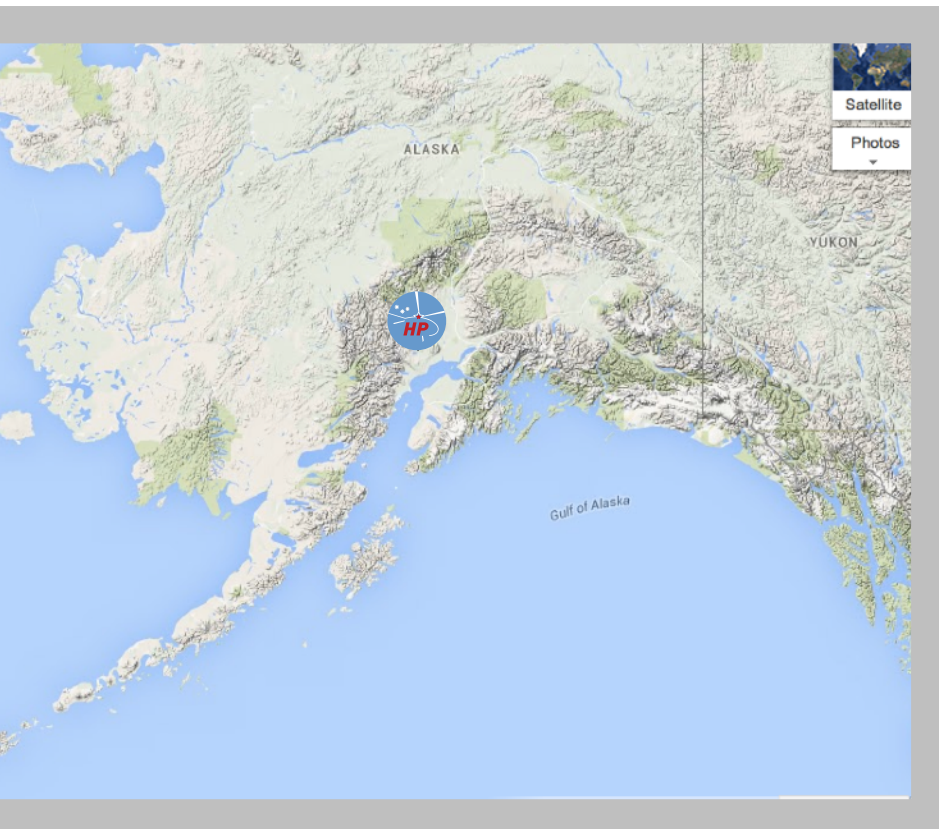 Satellite
Photos
ALASKA
YUKON
HP
Gulf of Alaska